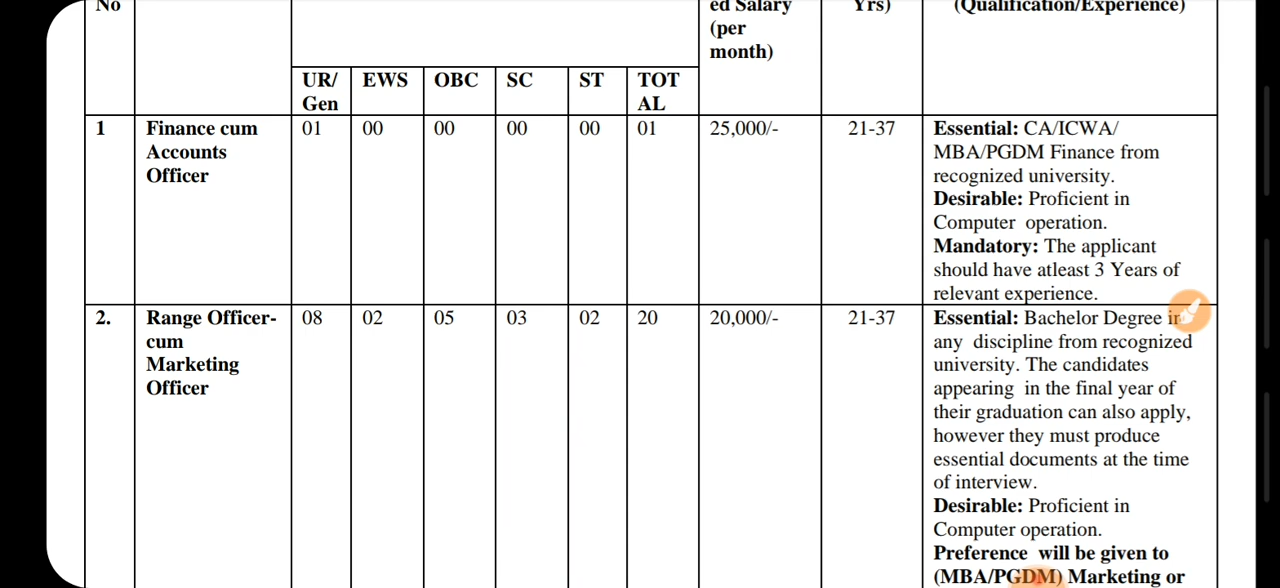 No
ed Salary
(per
month)
Yrs)
(Qualification/Experience)
UR/
Gen
EWS
OBC
SC
ST
TOT
AL
1
Finance cum
Accounts
Officer
01
00
00
00
00
01
25,000/-
21-37
Essential: CA/ICWA/
MBA/PGDM Finance from
recognized university.
Desirable: Proficient in
Computer operation.
Mandatory: The applicant
should have atleast 3 Years of
relevant experience.
2.
Range Officer-
cum
Marketing
Officer
08
02
05
03
02
20
20,000/-
21-37
Essential: Bachelor Degree in
any discipline from recognized
university. The candidates
appearing in the final year of
their graduation can also apply,
however they must produce
essential documents at the time
of interview.
Desirable: Proficient in
Computer operation.
Preference will be given to
(MBA/PGDM) Marketing or